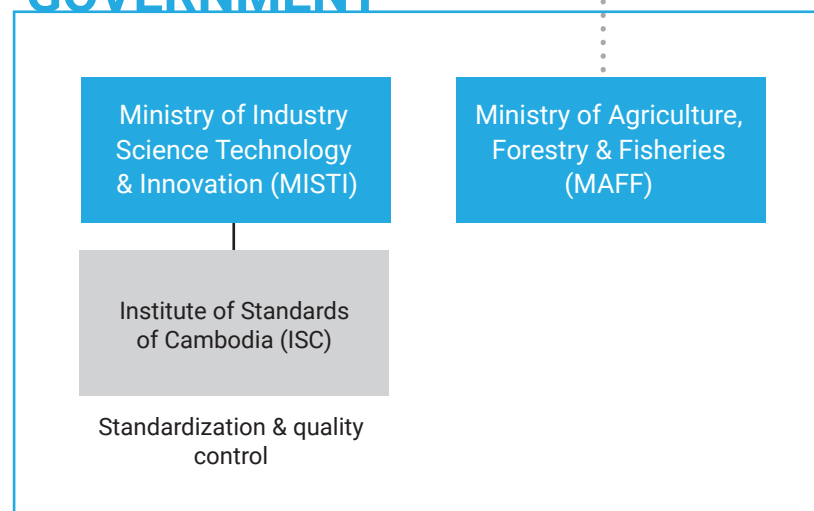 GOVERNMENT
Ministry of Industry
Science Technology
& Innovation (MISTI)
Ministry of Agriculture,
Forestry & Fisheries
(MAFF)
Institute of Standards
of Cambodia (ISC)
Standardization & quality
control